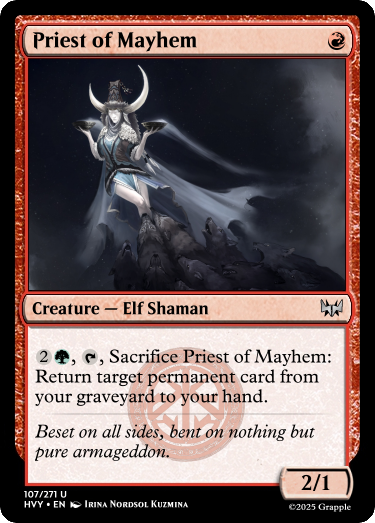 Priest of Mayhem
Creature — Elf Shaman
2, , Sacrifice Priest of Mayhem:
Return target permanent card from
your graveyard to your hand.
Beset on all sides, bent on nothing but
pure armageddon.
2/1
107/271 U
HVY • EN Irina Nordsol Kuzmina
©2025 Grapple